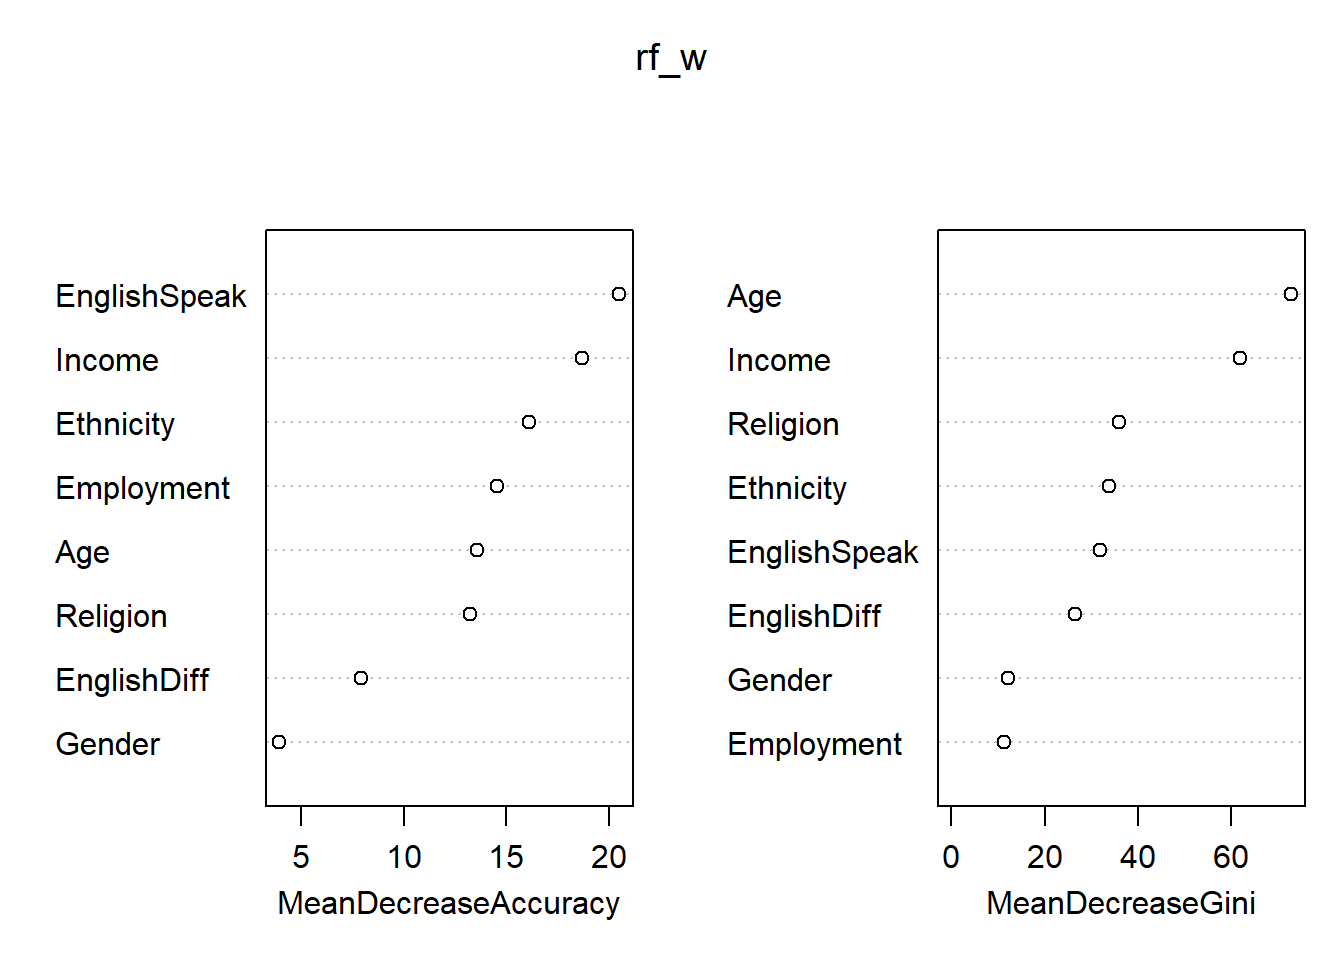 rf_w
EnglishSpeak
Income
Ethnicity
Employment
Age
Religion
EnglishDiff
Gender
5 10 15 20
MeanDecreaseAccuracy
Age
Income
Religion
Ethnicity
EnglishSpeak
EnglishDiff
Gender
Employment
0 20 40 60
MeanDecreaseGini